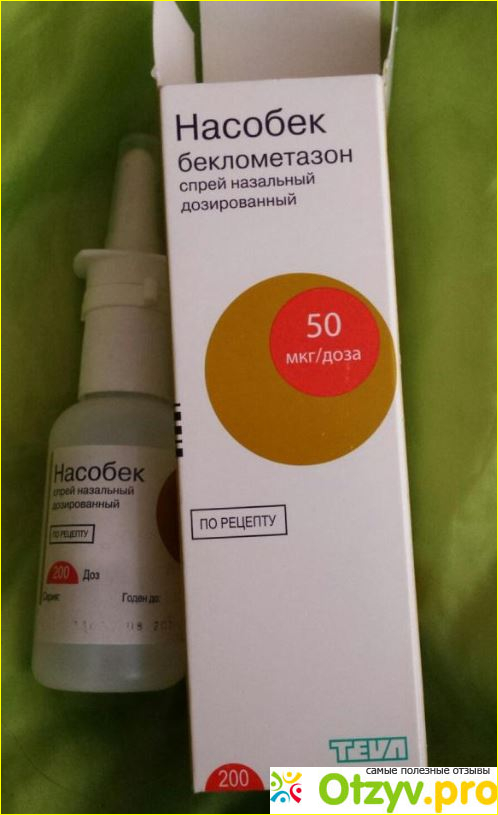 Насобек
беклометазон
спрей назальный
дозированный
50
мкг/доза
ПО РЕЦЕПТУ
TEVA
200
Насобек
спрей назальный
дозированный
ПО РЕЦЕПТУ
200 Доз
Серия: Годен до:
самые полезные отзывы
Otzyv.pro